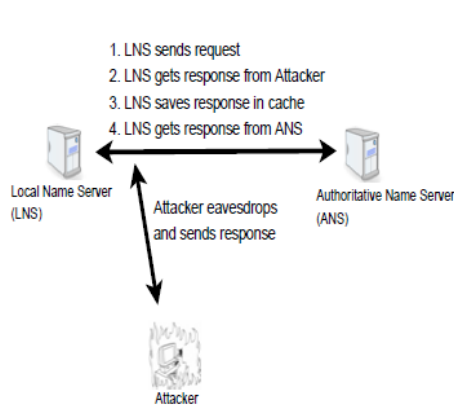 1. LNS sends request
2. LNS gets response from Attacker
3. LNS saves response in cache
4. LNS gets response from ANS
Local Name Server
(LNS)
Authoritative Name Server
(ANS)
Attacker eavesdrops
and sends response
Attacker